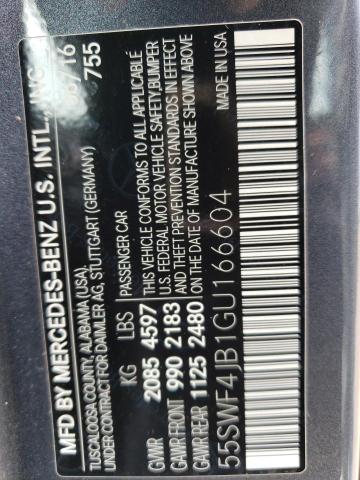 MFD BY MERCEDES-BENZ U.S. INTL., INC.
TUSCALOOSA COUNTY, ALABAMA (USA)
UNDER CONTRACT FOR DAIMLER AG, STUTTGART (GERMANY)
/16
755
KG LBS
GVWR 2085 4597
GAWR FRONT 990 2183
GAWR REAR 1125 2480
PASSENGER CAR
THIS VEHICLE CONFORMS TO ALL APPLICABLE
U.S. FEDERAL MOTOR VEHICLE SAFETY,BUMPER
AND THEFT PREVENTION STANDARDS IN EFFECT
ON THE DATE OF MANUFACTURE SHOWN ABOVE
55SWF4JB1GU166604
MADE IN USA